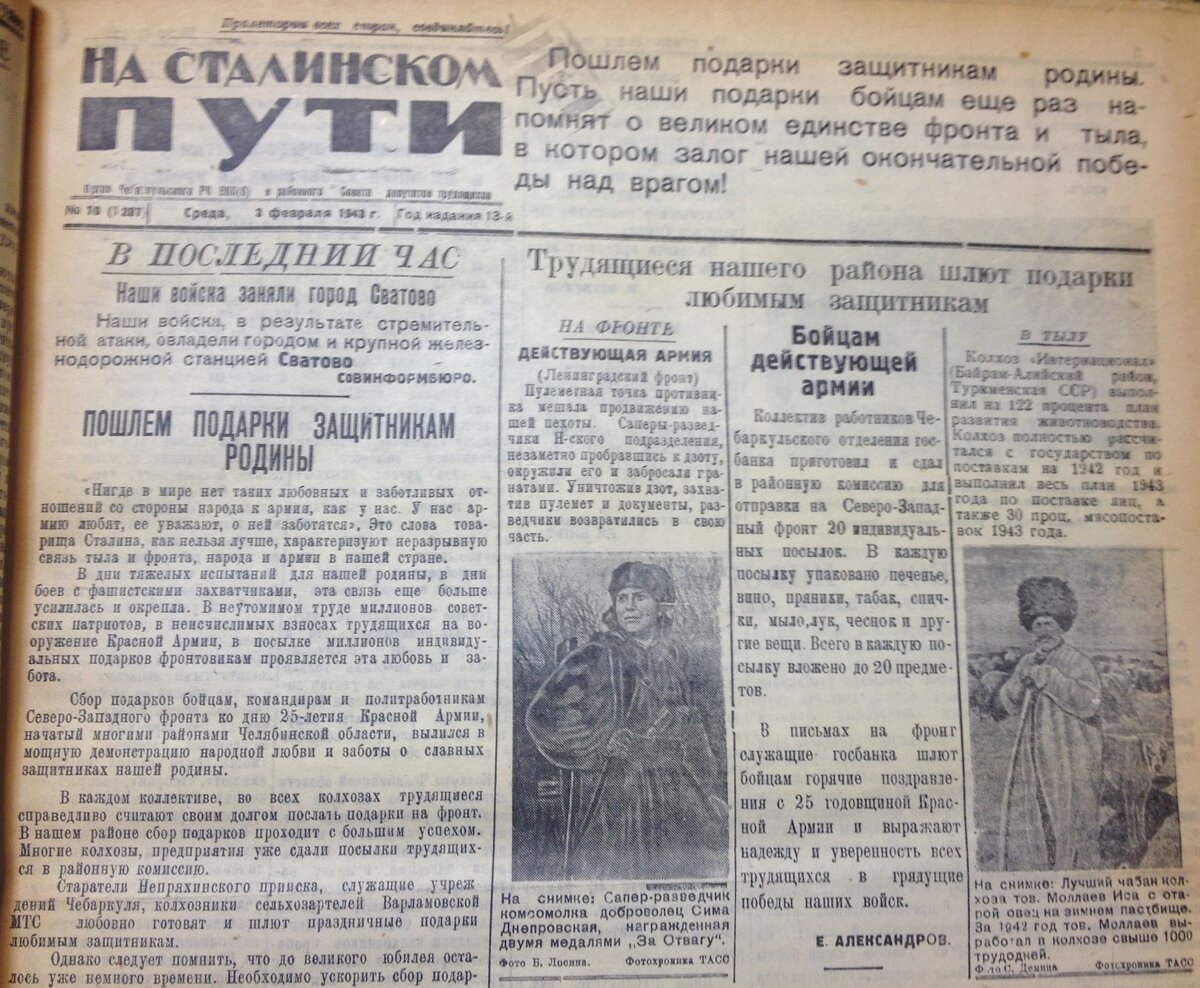 Пролетарии всех стран, соединяйтесь!
НА СТАЛИНСКОМ
ПУТИ
Орган Чебаркульского РК ВКП(б) и районного Совета депутатов трудящихся
№ 10 (1237) Среда, 3 февраля 1943 г. Год издания 13-й
Пошлем подарки защитникам родины.
Пусть наши подарки бойцам еще раз на-
помнят о великом единстве фронта и тыла,
в котором залог нашей окончательной побе-
ды над врагом!
В ПОСЛЕДНИЙ ЧАС
Наши войска заняли город Сватово
Наши войска, в результате стремитель-
ной атаки, овладели городом и крупной желез-
нодорожной станцией Сватово
СОВИНФОРМБЮРО.
ПОШЛЕМ ПОДАРКИ ЗАЩИТНИКАМ
РОДИНЫ
«Нигде в мире нет таких любовных и заботливых от-
ношений со стороны народа к армия, как у нас. У нас ар-
мию любят, ее уважают, о ней заботятся», Это слова това-
рища Сталина, как нельзя лучше, характеризуют неразрывную
связь тыла и фронта, народа и армии в нашей стране.
В дни тяжелых испытаний для нашей родины, в дни
боев с фашистскими захватчиками, эта связь еще больше
усилилась и окрепла. В неутомимом труде миллионов совет-
ских патриотов, в неисчислимых взносах трудящихся на во-
оружение Красной Армии, в посылке миллионов индивиду-
альных подарков фронтовикам проявляется эта любовь и за-
бота.
Сбор подарков бойцам, командирам и политработникам
Северо-Западного фронта ко дню 25-летия Красной Армии,
начатый многими районами Челябинской области, вылился в
мощную демонстрацию народной любви и заботы о славных
защитниках нашей родины.
В каждом коллективе, во всех колхозах трудящиеся
справедливо считают своим долгом послать подарки на фронт.
В нашем районе сбор подарков проходит с большим успехом.
Многие колхозы, предприятия уже сдали посылки трудящих-
ся в районную комиссию.
Старатели Непряхинского прииска, служащие учреж
дений Чебаркуля, колхозники сельхозартелей Варламовской
МТС любовно готовят и шлют праздничные подарки
любимым защитникам.
Однако следует помнить, что до великого юбилея оста-
лось уже немного времени. Необходимо ускорить сбор подар-
Трудящиеся нашего района шлют подарки
любимым защитникам
НА ФРОНТЕ
ДЕЙСТВУЮЩАЯ АРМИЯ
(Ленинградский фронт)
Пулеметная точка противни-
ка мешала продвижению на-
шей пехоты. Саперы-развед-
чики Н-ского подразделения,
незаметно пробравшись к дзоту,
окружили его и забросали гра-
натами. Уничтожив дзот, захва-
тив пулемет и документы, раз-
ведчики возвратились в свою
часть.
На снимке: Сапер-разведчик
комсомолка доброволец Сима
Днепровская, награжденная
двумя медалями „За Отвагу".
Фото Б. Лосина. Фотохроника ТАСС
Бойцам
действующей
армии
Коллектив работников Че-
баркульского отделения гос-
банка приготовил и сдал
в районную комиссию для
отправки на Северо-Запад-
ный фронт 20 индивидуаль-
ных посылок. В каждую
посылку упаковано печенье,
вино, пряники, табак, спич-
ки, мыло, лук, чеснок и дру-
гие вещи. Всего в каждую по-
сылку вложено до 20 предме-
тов.
В письмах на фронт
служащие госбанка шлют
бойцам горячие поздравле-
ния с 25 годовщиной Крас-
ной Армии и выражают
надежду и уверенность всех
трудящихся в грядущие
победы наших войск.
Е. АЛЕКСАНДРОВ.
В ТЫЛУ
Колхоз «Интернационал»
(Байрам-Алийский район,
Туркменская ССР) выпол-
нил на 122 процента план
развития животноводства.
Колхоз полностью рассчи-
тался с государством по
поставкам на 1942 год и
выполнил весь план 1943
года по поставке яиц, а
также 30 проц. мясопоста-
вок 1943 года.
На снимке: Лучший чабан кол-
хоза тов. Моллаев Иса с ота-
рой овец на зимнем пастбище.
За 1942 год тов. Моллаев вы-
работал в колхозе свыше 1000
трудодней.
Фото С. Демина Фотохроника ТАСС